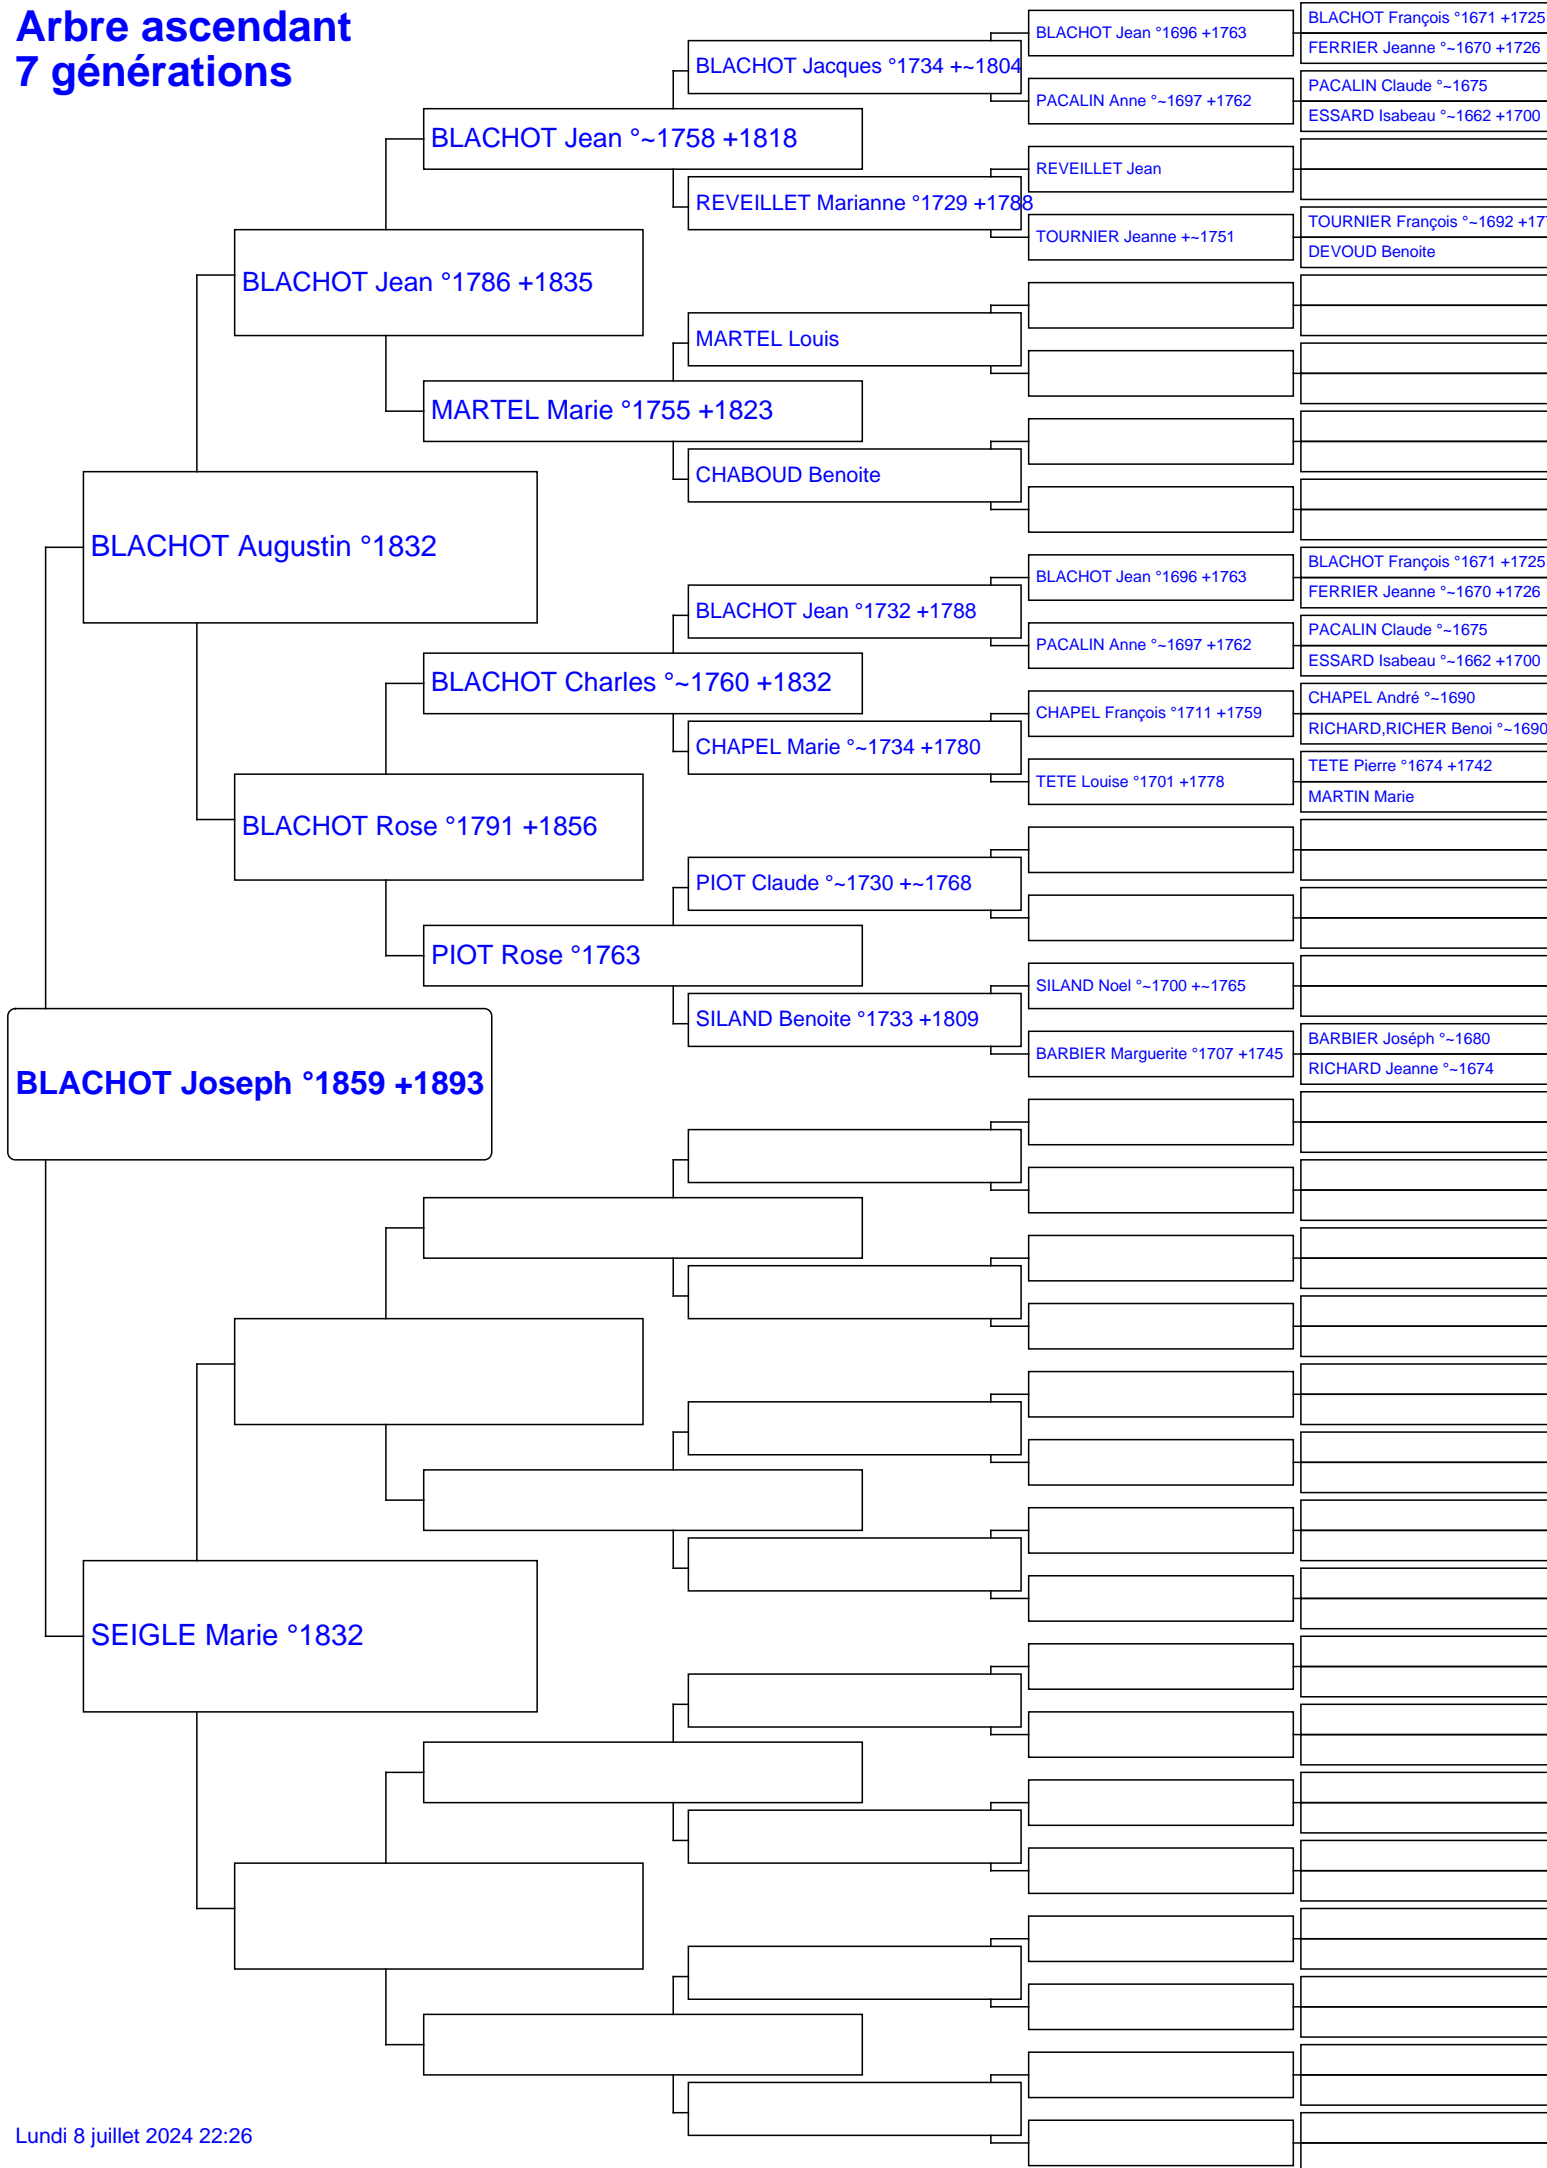 Arbre ascendant
7 générations
BLACHOT Joseph °1859 +1893
BLACHOT Augustin °1832
SEIGLE Marie °1832
BLACHOT Jean °1786 +1835
BLACHOT Rose °1791 +1856
BLACHOT Jean °~1758 +1818
MARTEL Marie °1755 +1823
BLACHOT Charles °~1760 +1832
PIOT Rose °1763
BLACHOT Jacques °1734 +~1804
REVEILLET Marianne °1729 +1788
MARTEL Louis
CHABOUD Benoite
BLACHOT Jean °1732 +1788
CHAPEL Marie °~1734 +1780
PIOT Claude °~1730 +~1768
SILAND Benoite °1733 +1809
BLACHOT Jean °1696 +1763
PACALIN Anne °~1697 +1762
REVEILLET Jean
TOURNIER Jeanne +~1751
BLACHOT Jean °1696 +1763
PACALIN Anne °~1697 +1762
CHAPEL François °1711 +1759
TETE Louise °1701 +1778
SILAND Noel °~1700 +~1765
BARBIER Marguerite °1707 +1745
BLACHOT François °1671 +1725
FERRIER Jeanne °~1670 +1726
PACALIN Claude °~1675
ESSARD Isabeau °~1662 +1700
TOURNIER François °~1692
DEVOUD Benoite
BLACHOT François °1671 +1725
FERRIER Jeanne °~1670 +1726
PACALIN Claude °~1675
ESSARD Isabeau °~1662 +1700
CHAPEL André °~1690
RICHARD,RICHER Benoi °~1690
TETE Pierre °1674 +1742
MARTIN Marie
BARBIER Joséph °~1680
RICHARD Jeanne °~1674
Lundi 8 juillet 2024 22:26